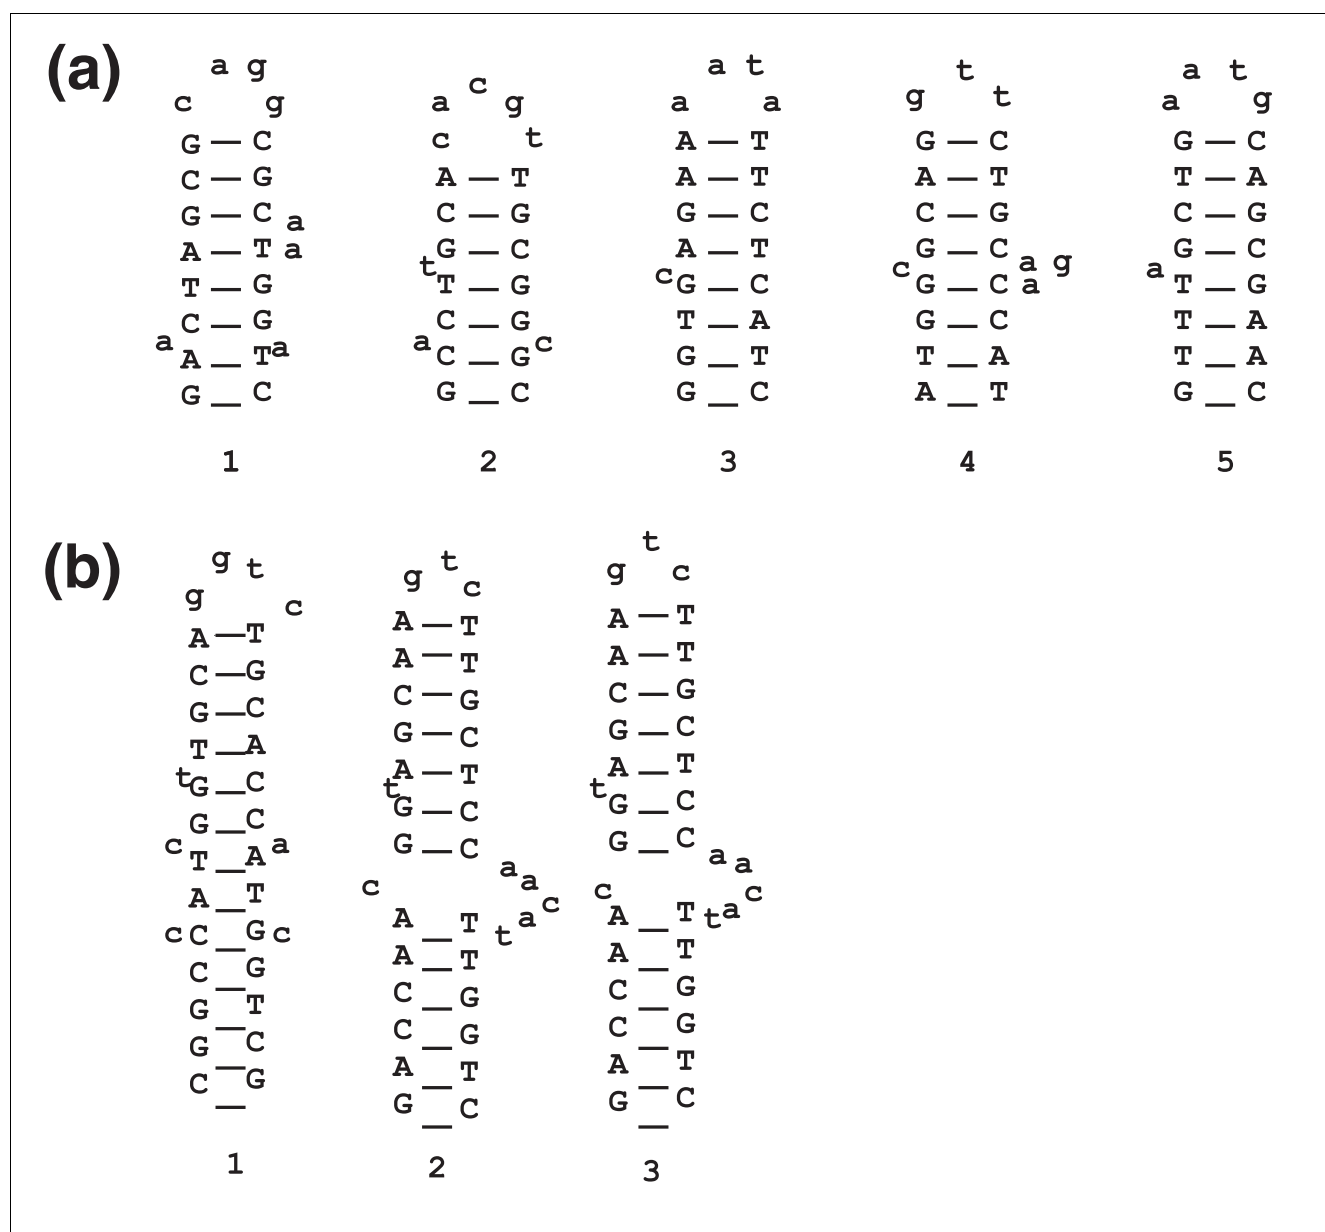 (a) a g c a t t a t
c g a g a a g t a g
G — C c t A — T G — C G — C
C — G A — T A — T A — T T — A
G — C a C — G G — C C — G C — G
A — T a G — C A — T G — C a g G — C
T — G t T — G c G — C c G — C a a T — G
C — G C — G T — A G — C T — A
a A — T a a C — G c G — T T — A T — A
G — C G — C G — C A — T G — C
1 2 3 4 5
(b) g t t t
g c g c g c
A — T A — T A — T
C — G A — T A — T
G — C C — G C — G
T — A G — C G — C
t G — C A — T A — T
G — C t G — C t G — C
c T — A a G — C G — C a a
A — T c a a c a t c c a t
c C — G c A — T A — T
C — G A — T A — T
G — T C — G C — G
G — C C — G C — G
C — G A — T A — T
G — C G — C
1 2 3